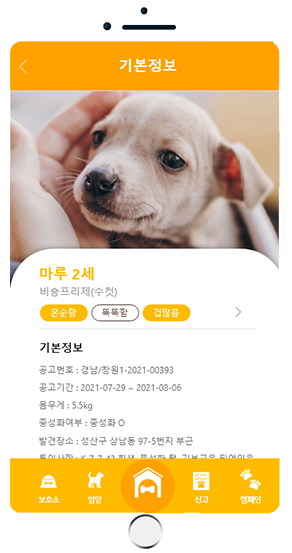 기본정보
마루 2세
비숑프리제(수컷)
온순함 똑똑함 겁많음
기본정보
공고번호 : 경남/창원1-2021-00393
공고기간 : 2021-07-29 ~ 2021-08-06
몸무게 : 5.5kg
중성화여부 : 중성화 O
발견장소 : 성산구 상남동 97-5번지 부근
보호소 입양 신고 캠페인